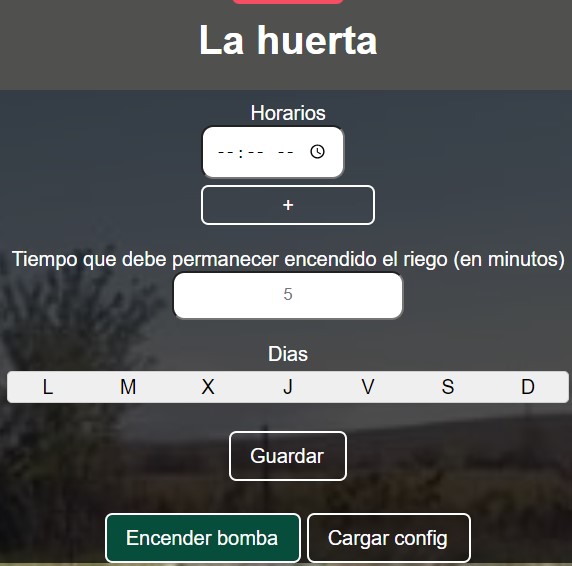 La huerta
Horarios
--:-- --
+
Tiempo que debe permanecer encendido el riego (en minutos)
5
Dias
L M X J V S D
Guardar
Encender bomba Cargar config